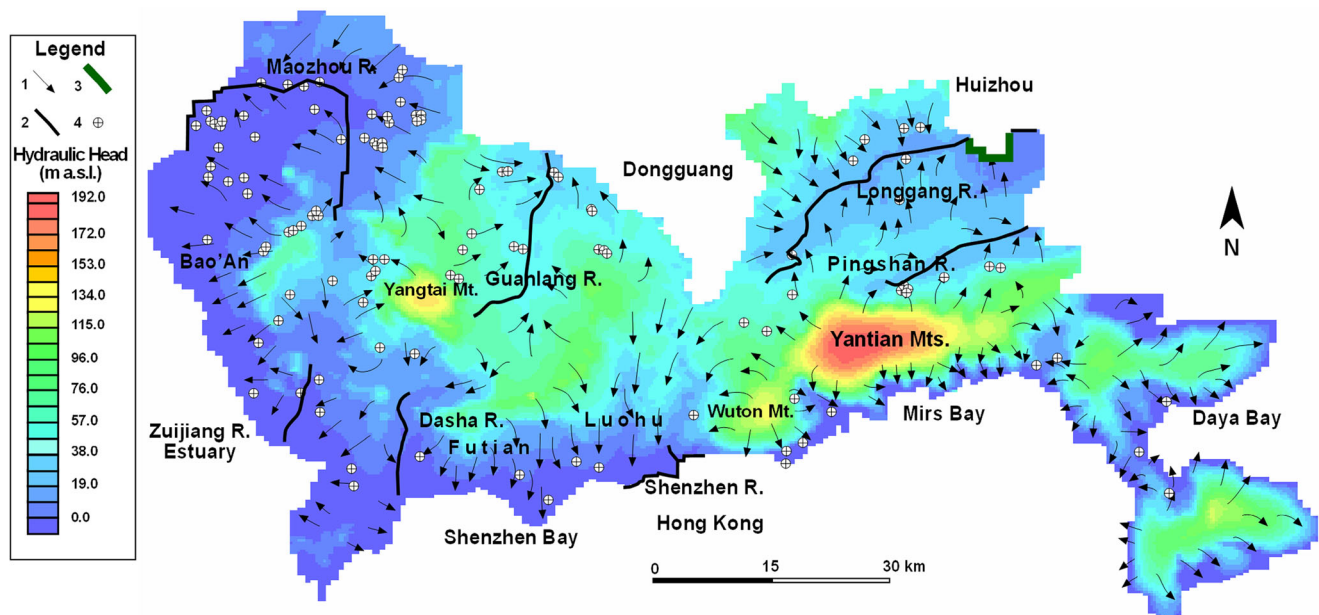 Legend
1 3
2 4
Hydraulic Head
(m a.s.l.)
192.0
172.0
153.0
134.0
115.0
96.0
76.0
57.0
38.0
19.0
0.0
Maozhou R.
Huizhou
Dongguang
Longgang R.
N
Bao'An
Pingshan R.
Guanlang R.
Yangtai Mt.
Yantian Mts.
Wuton Mt.
Mirs Bay
Daya Bay
Dasha R.
Luohu
Zuijiang R.
Estuary
Futian
Shenzhen R.
Shenzhen Bay
Hong Kong
0 15 30 km